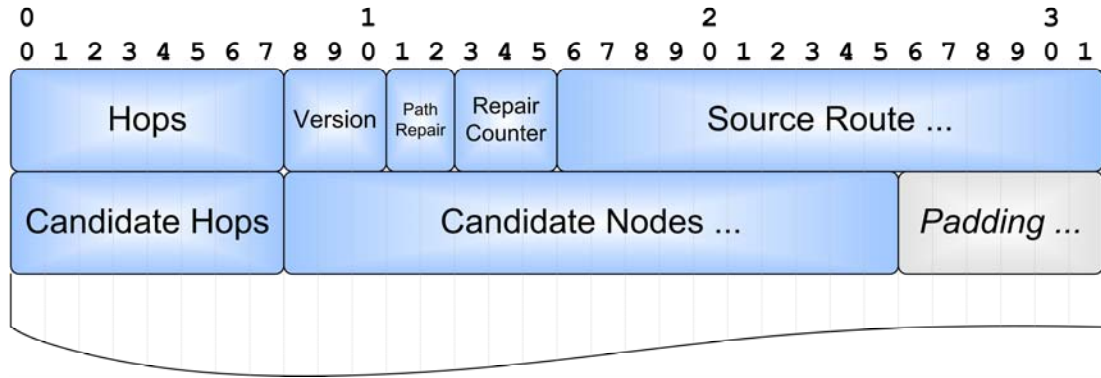 0 1 2 3
0 1 2 3 4 5 6 7 8 9 0 1 2 3 4 5 6 7 8 9 0 1 2 3 4 5 6 7 8 9 0 1
Hops Version Path Repair Repair Counter Source Route ...
Candidate Hops Candidate Nodes ... Padding ...